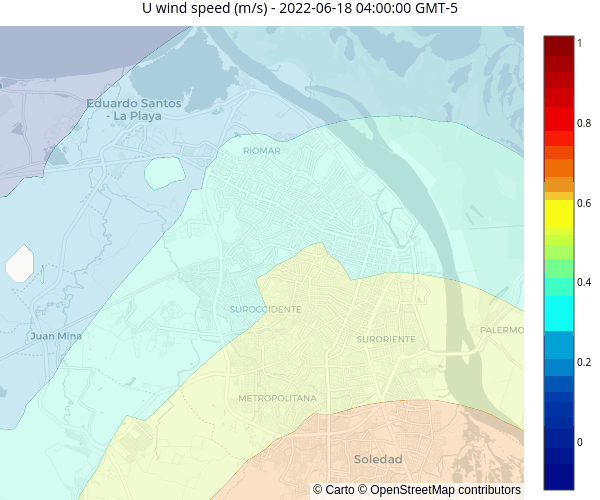 U wind speed (m/s) - 2022-06-18 04:00:00 GMT-5
1
0.8
0.6
0.4
0.2
0
Eduardo Santos
- La Playa
RIOMAR
SUROCCIDENTE
Juan Mina
SURORIENTE
PALERMO
METROPOLITANA
Soledad
© Carto © OpenStreetMap contributors